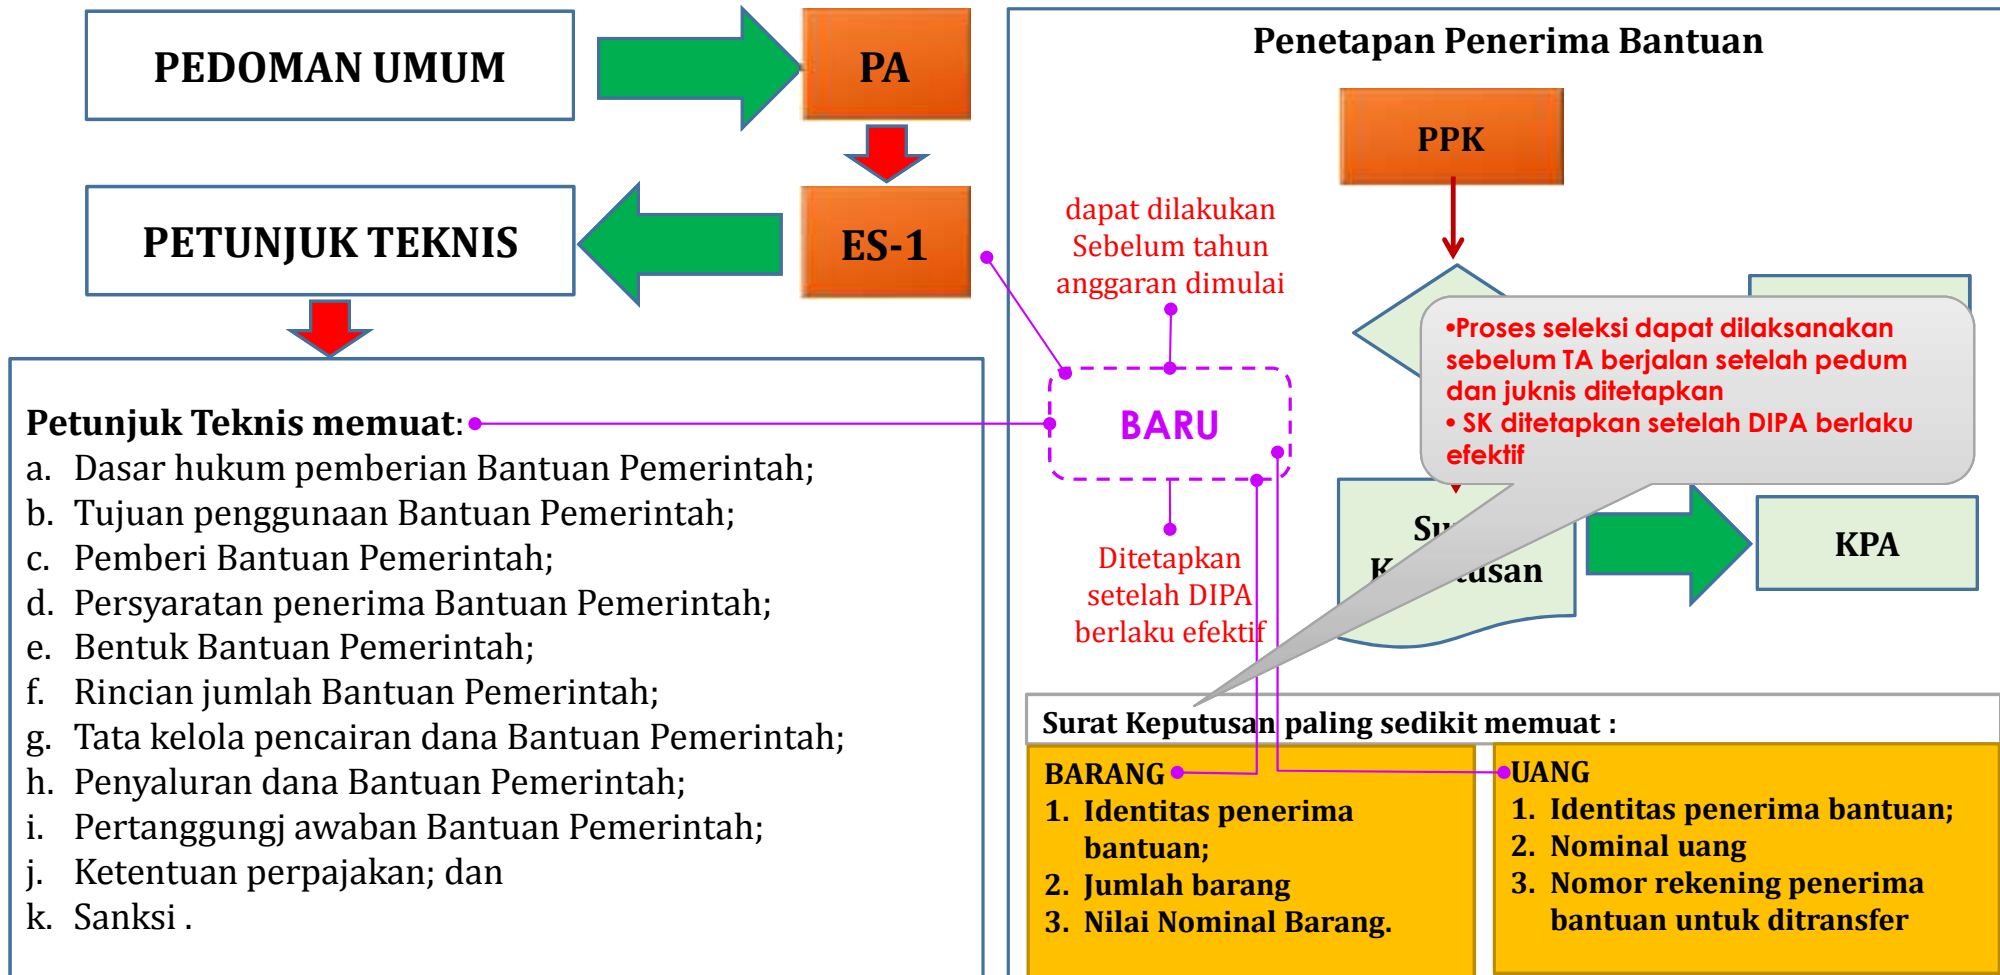 PEDOMAN UMUM
PA
PETUNJUK TEKNIS
ES-1
Petunjuk Teknis memuat:
a. Dasar hukum pemberian Bantuan Pemerintah;
b. Tujuan penggunaan Bantuan Pemerintah;
c. Pemberi Bantuan Pemerintah;
d. Persyaratan penerima Bantuan Pemerintah;
e. Bentuk Bantuan Pemerintah;
f. Rincian jumlah Bantuan Pemerintah;
g. Tata kelola pencairan dana Bantuan Pemerintah;
h. Penyaluran dana Bantuan Pemerintah;
i. Pertanggungj awaban Bantuan Pemerintah;
j. Ketentuan perpajakan; dan
k. Sanksi .
Penetapan Penerima Bantuan
PPK
dapat dilakukan
Sebelum tahun
anggaran dimulai
BARU
Ditetapkan
setelah DIPA
berlaku efektif
•Proses seleksi dapat dilaksanakan
sebelum TA berjalan setelah pedum
dan juknis ditetapkan
• SK ditetapkan setelah DIPA berlaku
efektif
KPA
Surat Keputusan paling sedikit memuat :
BARANG
1. Identitas penerima
bantuan;
2. Jumlah barang
3. Nilai Nominal Barang.
UANG
1. Identitas penerima bantuan;
2. Nominal uang
3. Nomor rekening penerima
bantuan untuk ditransfer